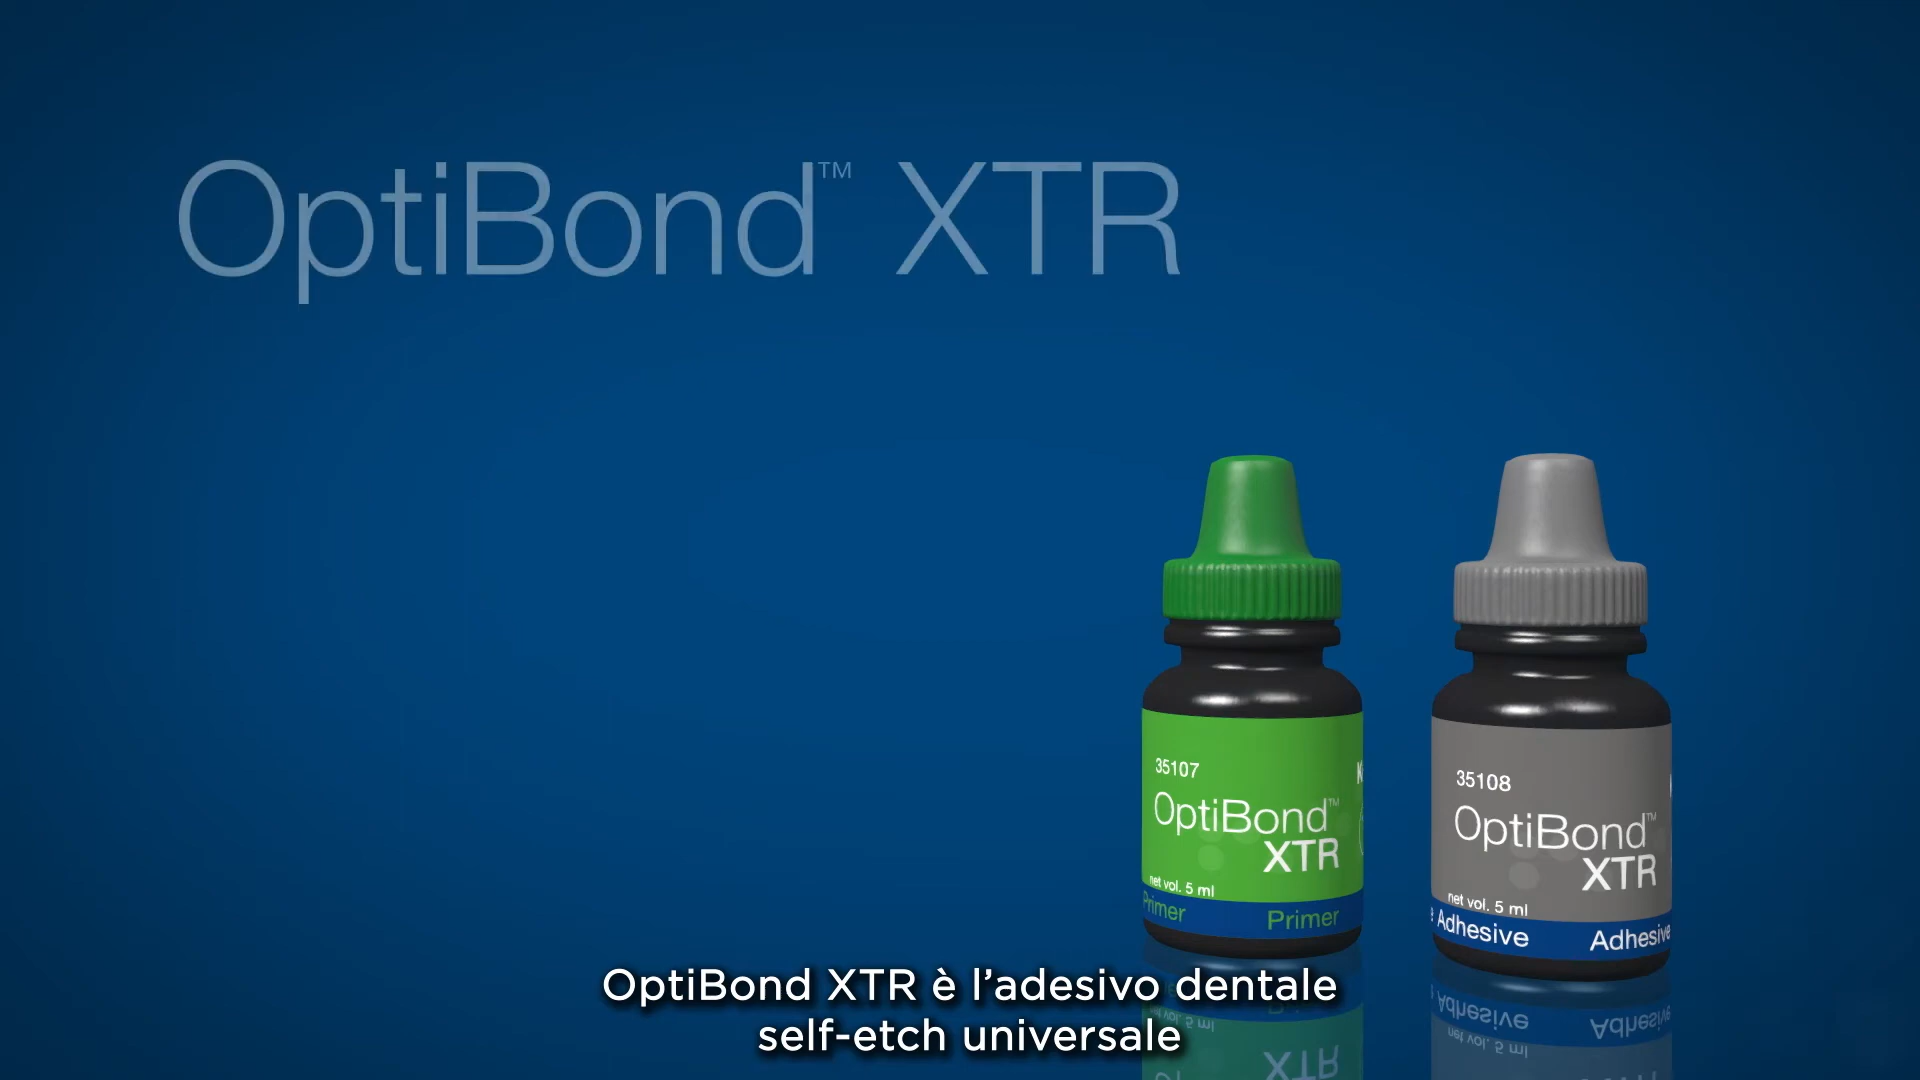 OptiBond™ XTR
35107
OptiBond™
XTR
net vol. 5 ml
Primer Primer
35108
OptiBond™
XTR
net vol. 5 ml
Adhesive Adhesive
OptiBond XTR è l’adesivo dentale
self-etch universale